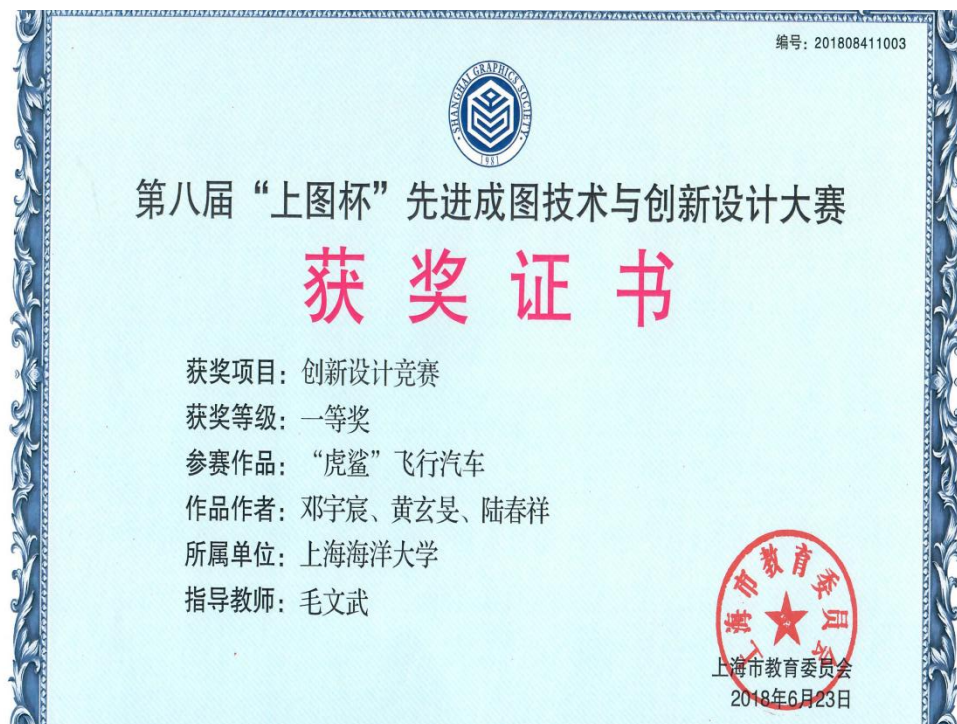 编号：201808411003
SHANGHAI GRAPHICS SOCIETY
1981
第八届“上图杯”先进成图技术与创新设计大赛
获奖证书
获奖项目：创新设计竞赛
获奖等级：一等奖
参赛作品：“虎鲨”飞行汽车
作品作者：邓宇宸、黄玄旻、陆春祥
所属单位：上海海洋大学
指导教师：毛文武
上海市教育委员会
上海市教育委员会
2018年6月23日